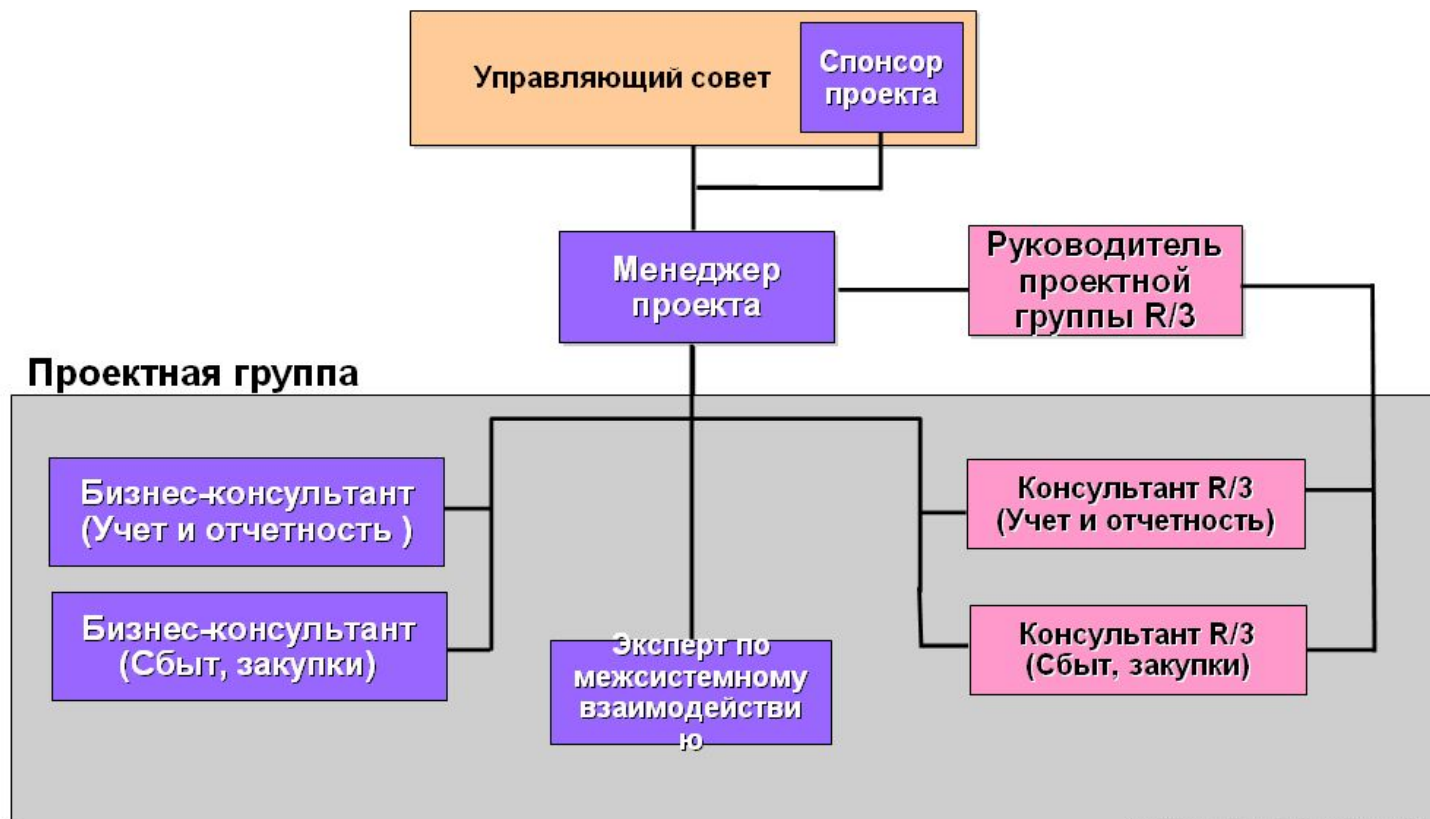 Управляющий совет
Спонсор
проекта
Менеджер
проекта
Руководитель
проектной
группы R/3
Проектная группа
Бизнес-консультант
(Учет и отчетность )
Консультант R/3
(Учет и отчетность)
Бизнес-консультант
(Сбыт, закупки)
Эксперт по
межсистемному
взаимодействи
ю
Консультант R/3
(Сбыт, закупки)